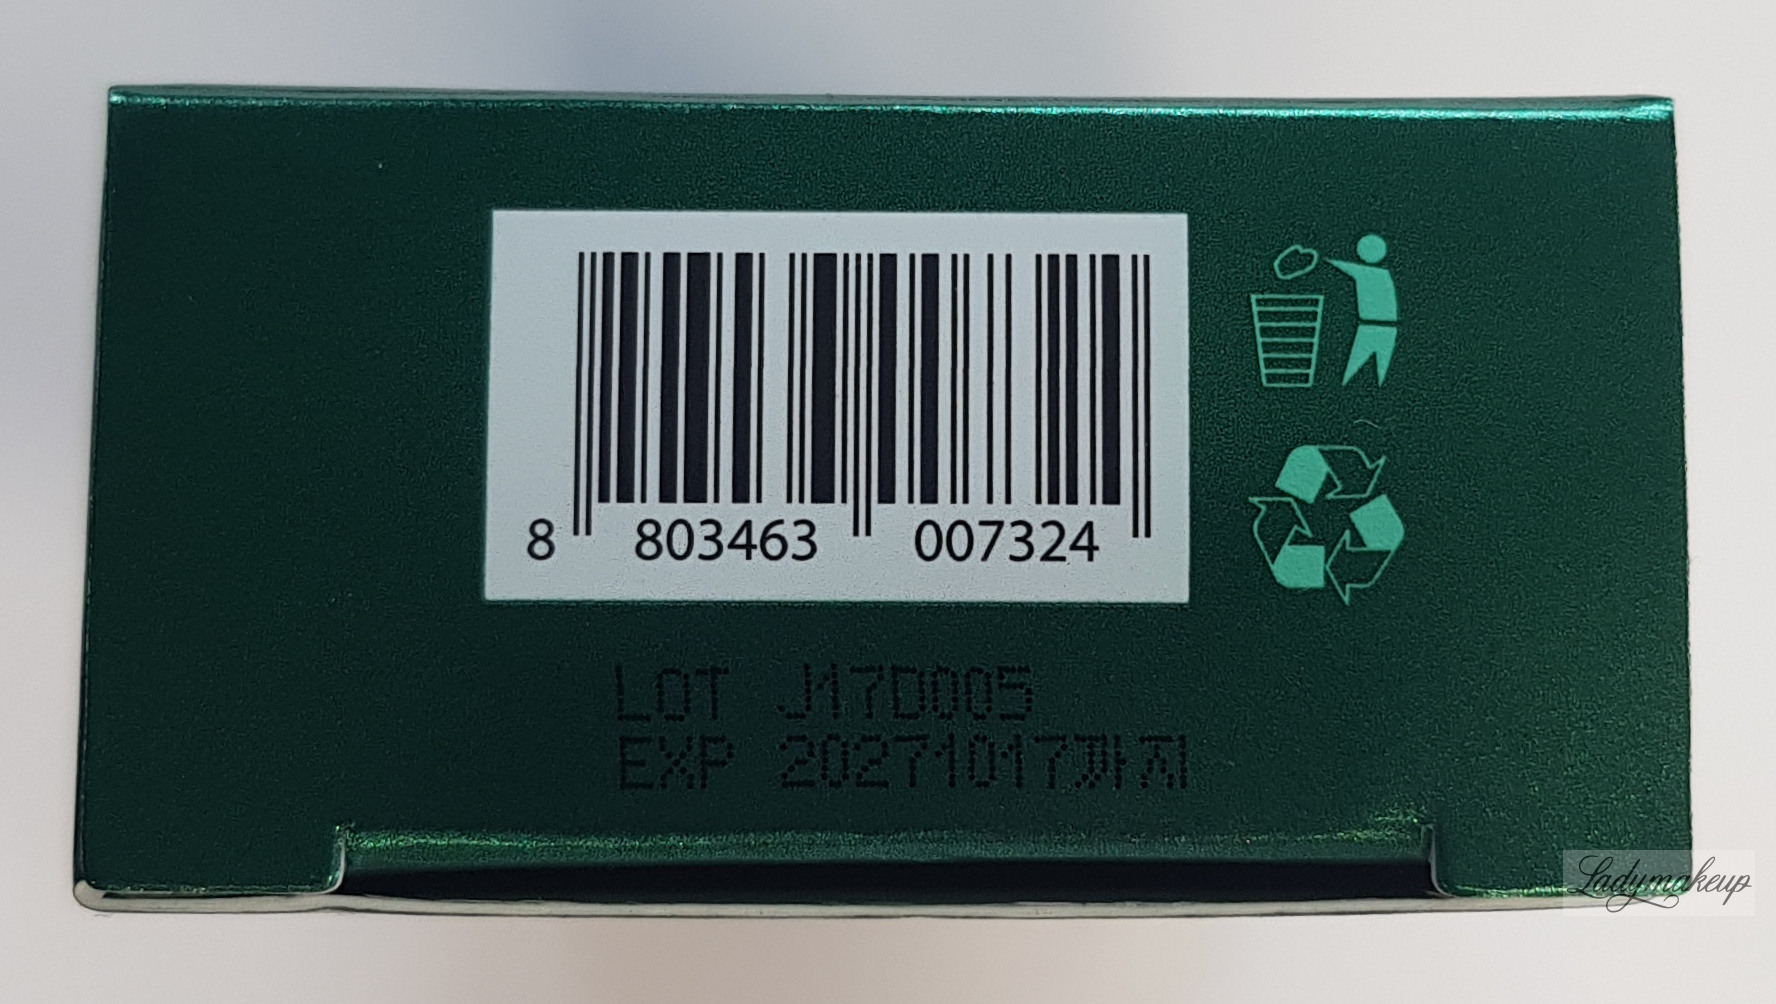 8 803463 007324
LOT J17D005
EXP 20271017까지
Ladymakeup